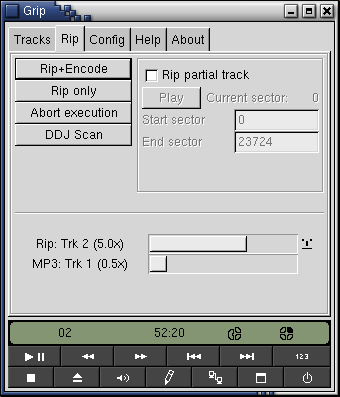 Grip
Tracks Rip Config Help About
Rip+Encode
Rip only
Abort execution
DDJ Scan
Rip partial track
Play Current sector: 0
Start sector 0
End sector 23724
Rip: Trk 2 (5.0x)
MP3: Trk 1 (0.5x)
02 52:20
123